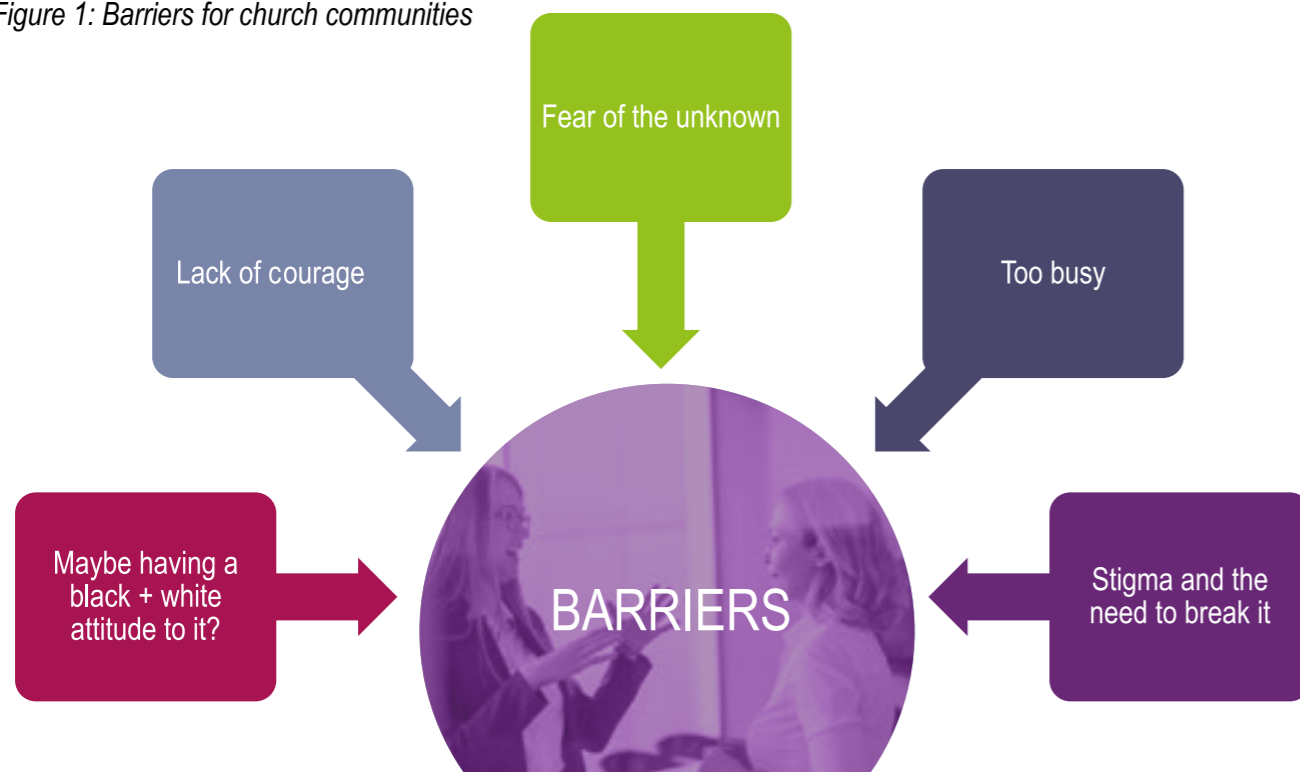 Figure 1: Barriers for church communities
Fear of the unknown
Lack of courage
Too busy
Maybe having a
black + white
attitude to it?
BARRIERS
Stigma and the
need to break it